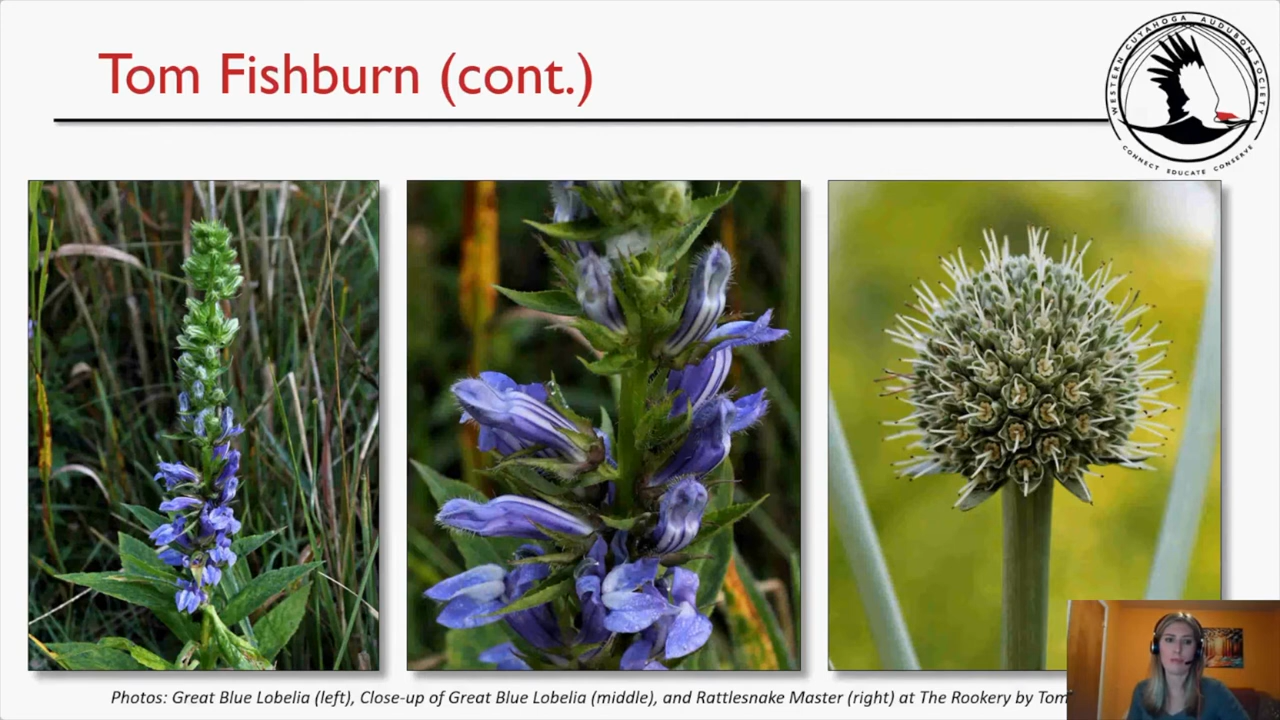 Tom Fishburn (cont.)
WESTERN CUYAHOGA AUDUBON SOCIETY
CONNECT EDUCATE CONSERVE
Photos: Great Blue Lobelia (left), Close-up of Great Blue Lobelia (middle), and Rattlesnake Master (right) at The Rookery by Tom